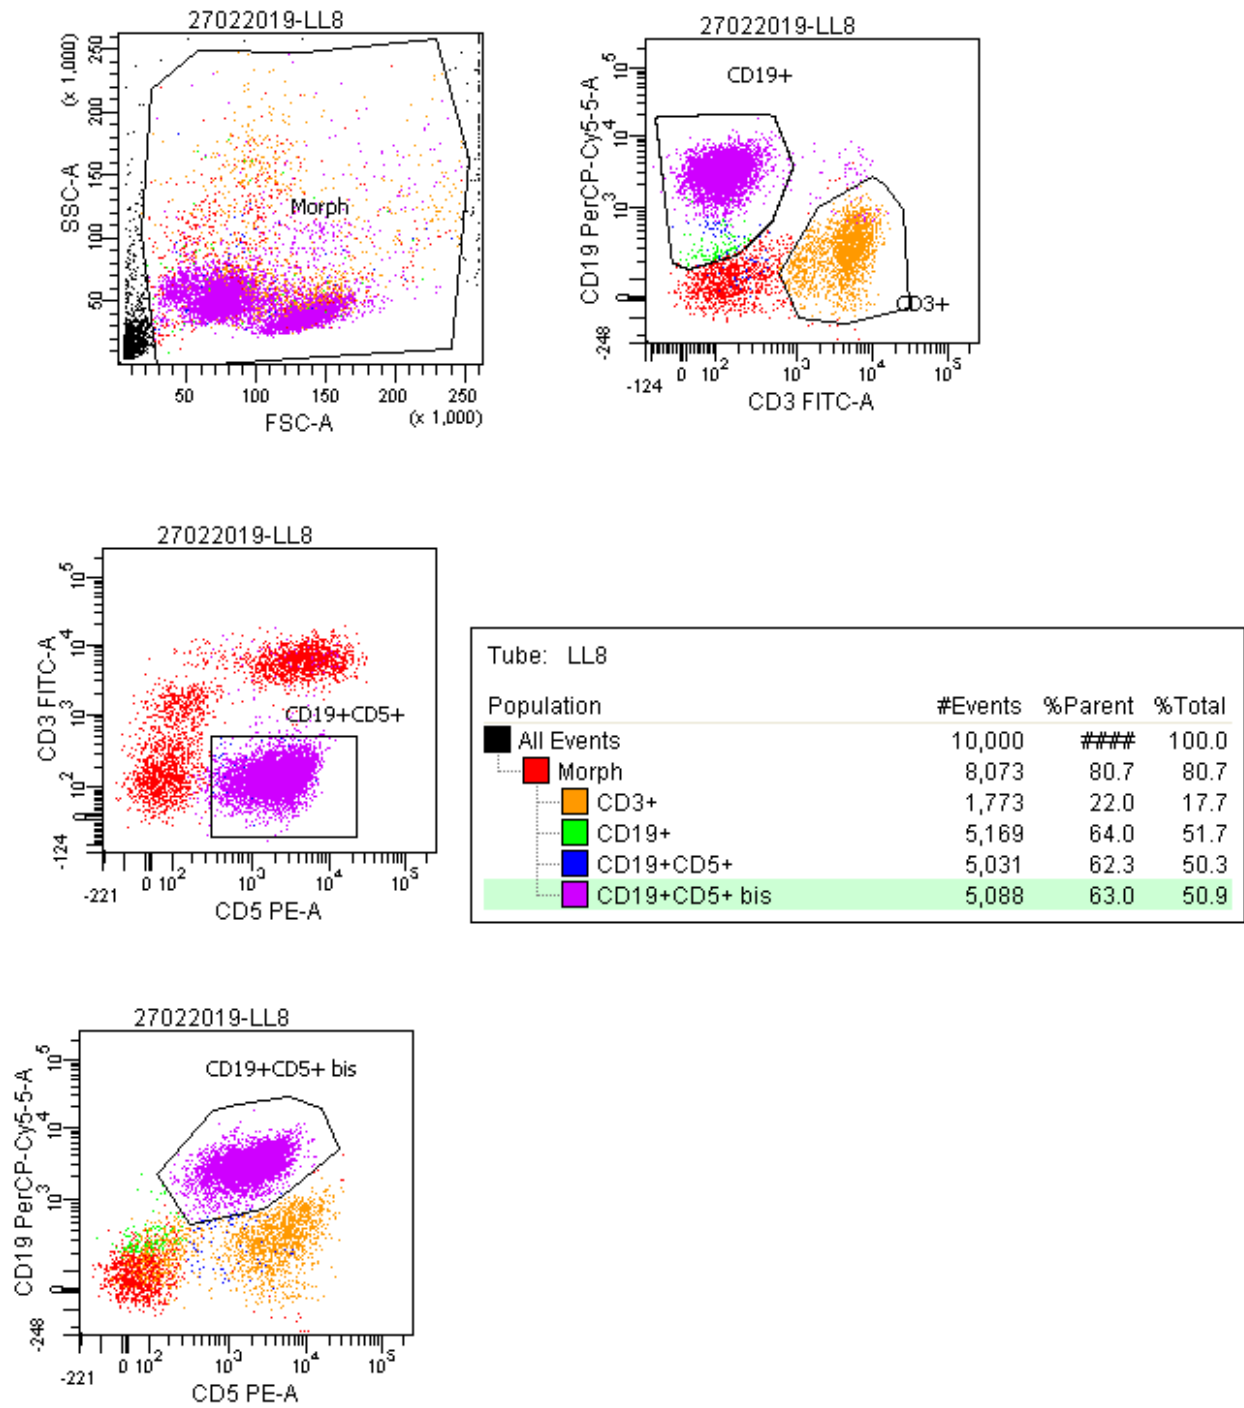 27022019-LL8
(x 1,000)
250
200
150
100
50
SSC-A
Morph
50 100 150 200 250
(x 1,000)
FSC-A
27022019-LL8
CD19+
CD19 PerCP-Cy5-5-A
10^5
10^4
10^3
0
-248
CD3+
-124 0 10^2 10^3 10^4 10^5
CD3 FITC-A
27022019-LL8
CD3 FITC-A
10^5
10^4
10^3
10^2
0
-124
CD19+CD5+
-221 0 10^2 10^3 10^4 10^5
CD5 PE-A
Tube: LL8
Population #Events %Parent %Total
All Events 10,000 #### 100.0
Morph 8,073 80.7 80.7
CD3+ 1,773 22.0 17.7
CD19+ 5,169 64.0 51.7
CD19+CD5+ 5,031 62.3 50.3
CD19+CD5+ bis 5,088 63.0 50.9
27022019-LL8
CD19+CD5+ bis
CD19 PerCP-Cy5-5-A
10^5
10^4
10^3
0
-248
-221 0 10^2 10^3 10^4 10^5
CD5 PE-A